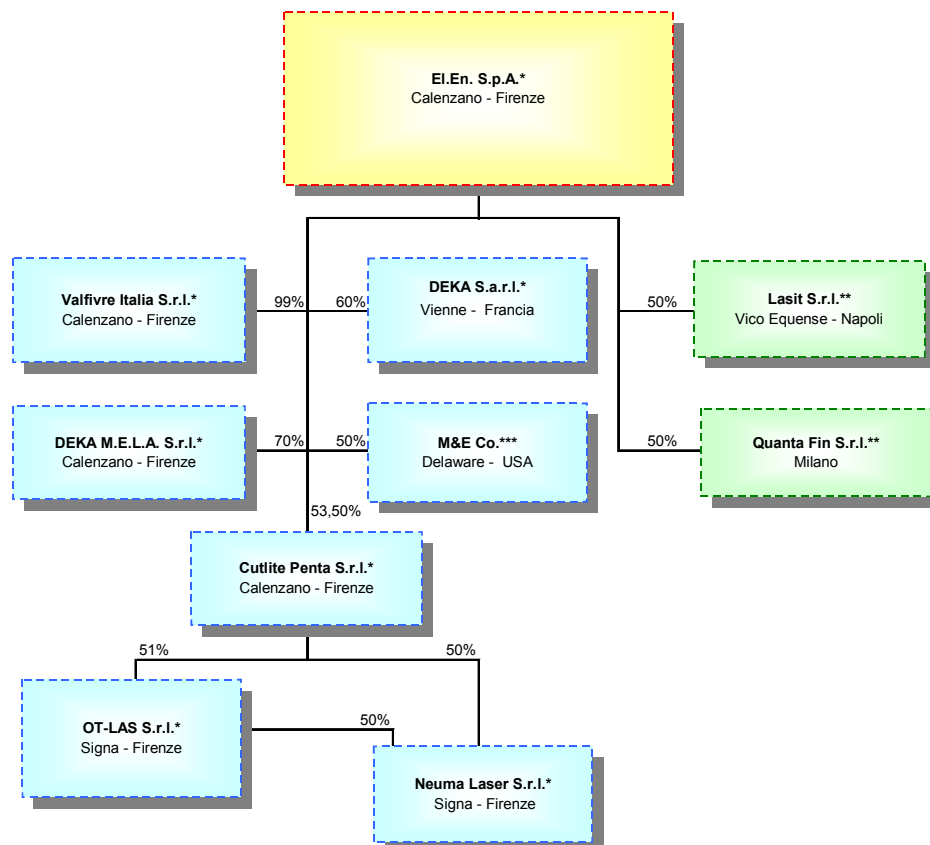 El.En. S.p.A.*
Calenzano - Firenze
Valfivre Italia S.r.l.*
Calenzano - Firenze
99%
60%
DEKA S.a.r.l.*
Vienne - Francia
50%
Lasit S.r.l.**
Vico Equense - Napoli
DEKA M.E.L.A. S.r.l.*
Calenzano - Firenze
70%
50%
M&E Co.***
Delaware - USA
50%
Quanta Fin S.r.l.**
Milano
53,50%
Cutlite Penta S.r.l.*
Calenzano - Firenze
51%
50%
OT-LAS S.r.l.*
Signa - Firenze
50%
Neuma Laser S.r.l.*
Signa - Firenze